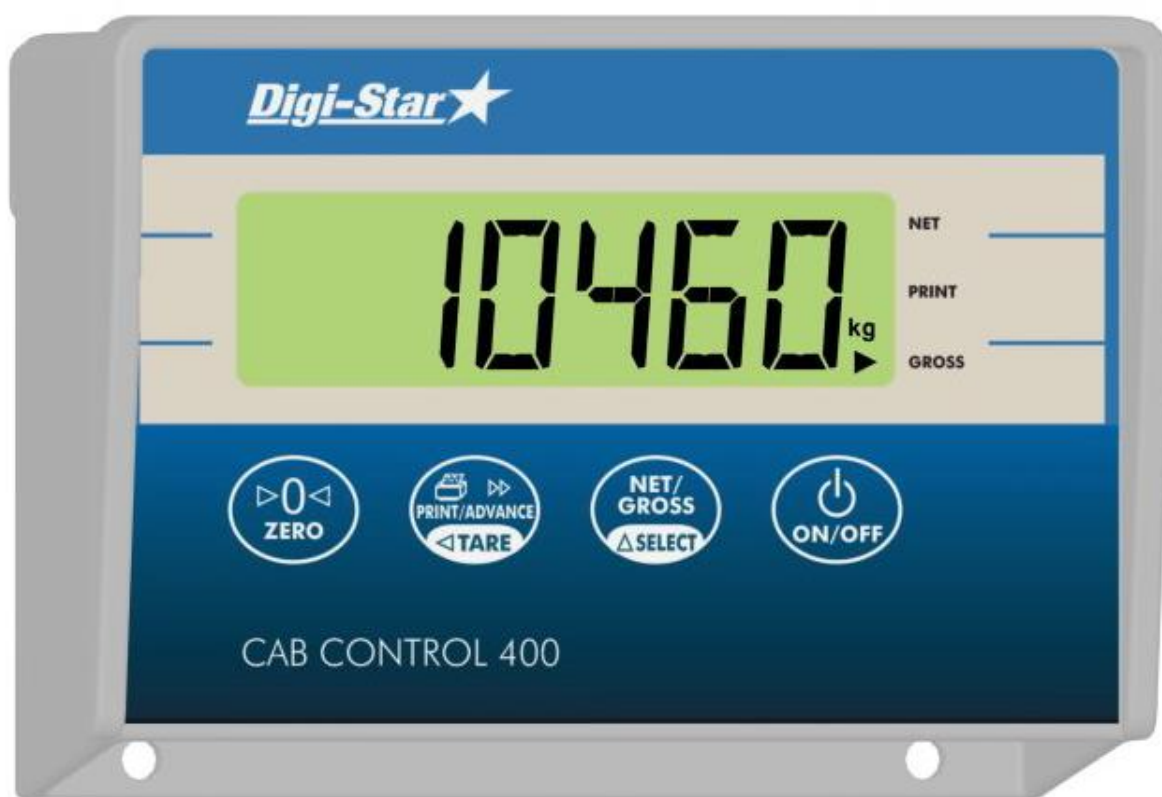 Digi-Star
10460
kg
NET
PRINT
GROSS
0
ZERO
PRINT/ADVANCE
TARE
NET/
GROSS
SELECT
ON/OFF
CAB CONTROL 400